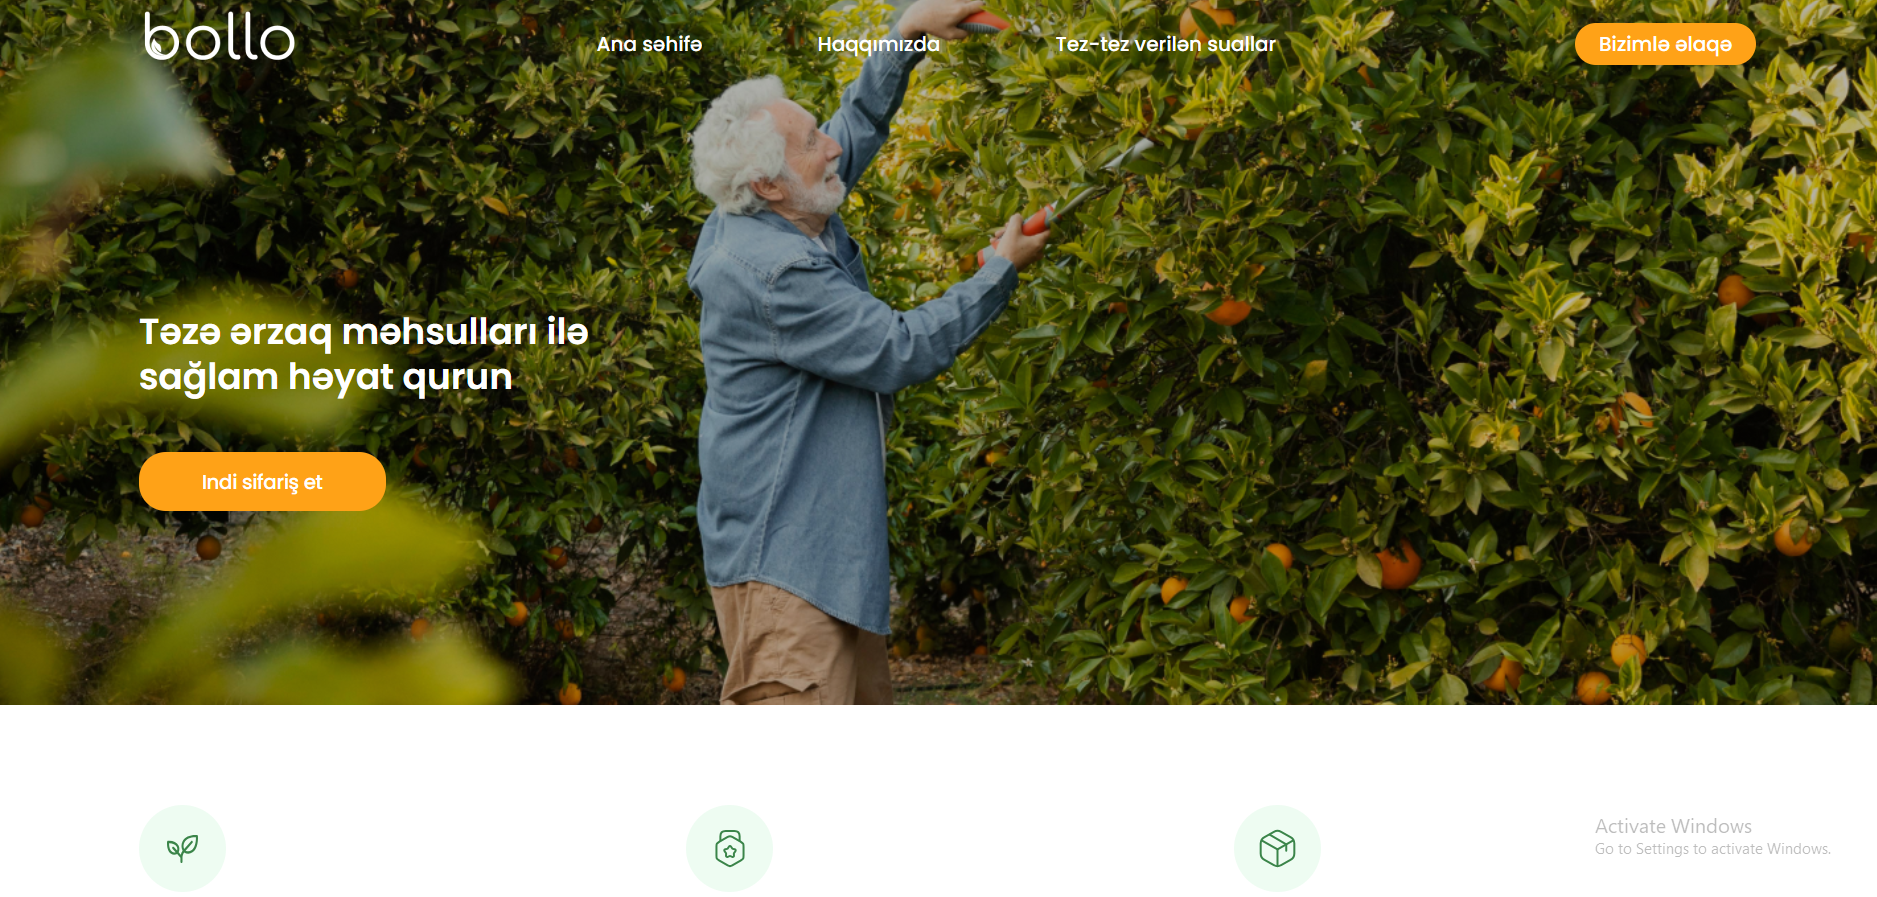 bollo
Ana səhifə
Haqqımızda
Tez-tez verilən suallar
Bizimlə əlaqə
Təzə ərzaq məhsulları ilə
sağlam həyat qurun
Indi sifariş et
Activate Windows
Go to Settings to activate Windows.